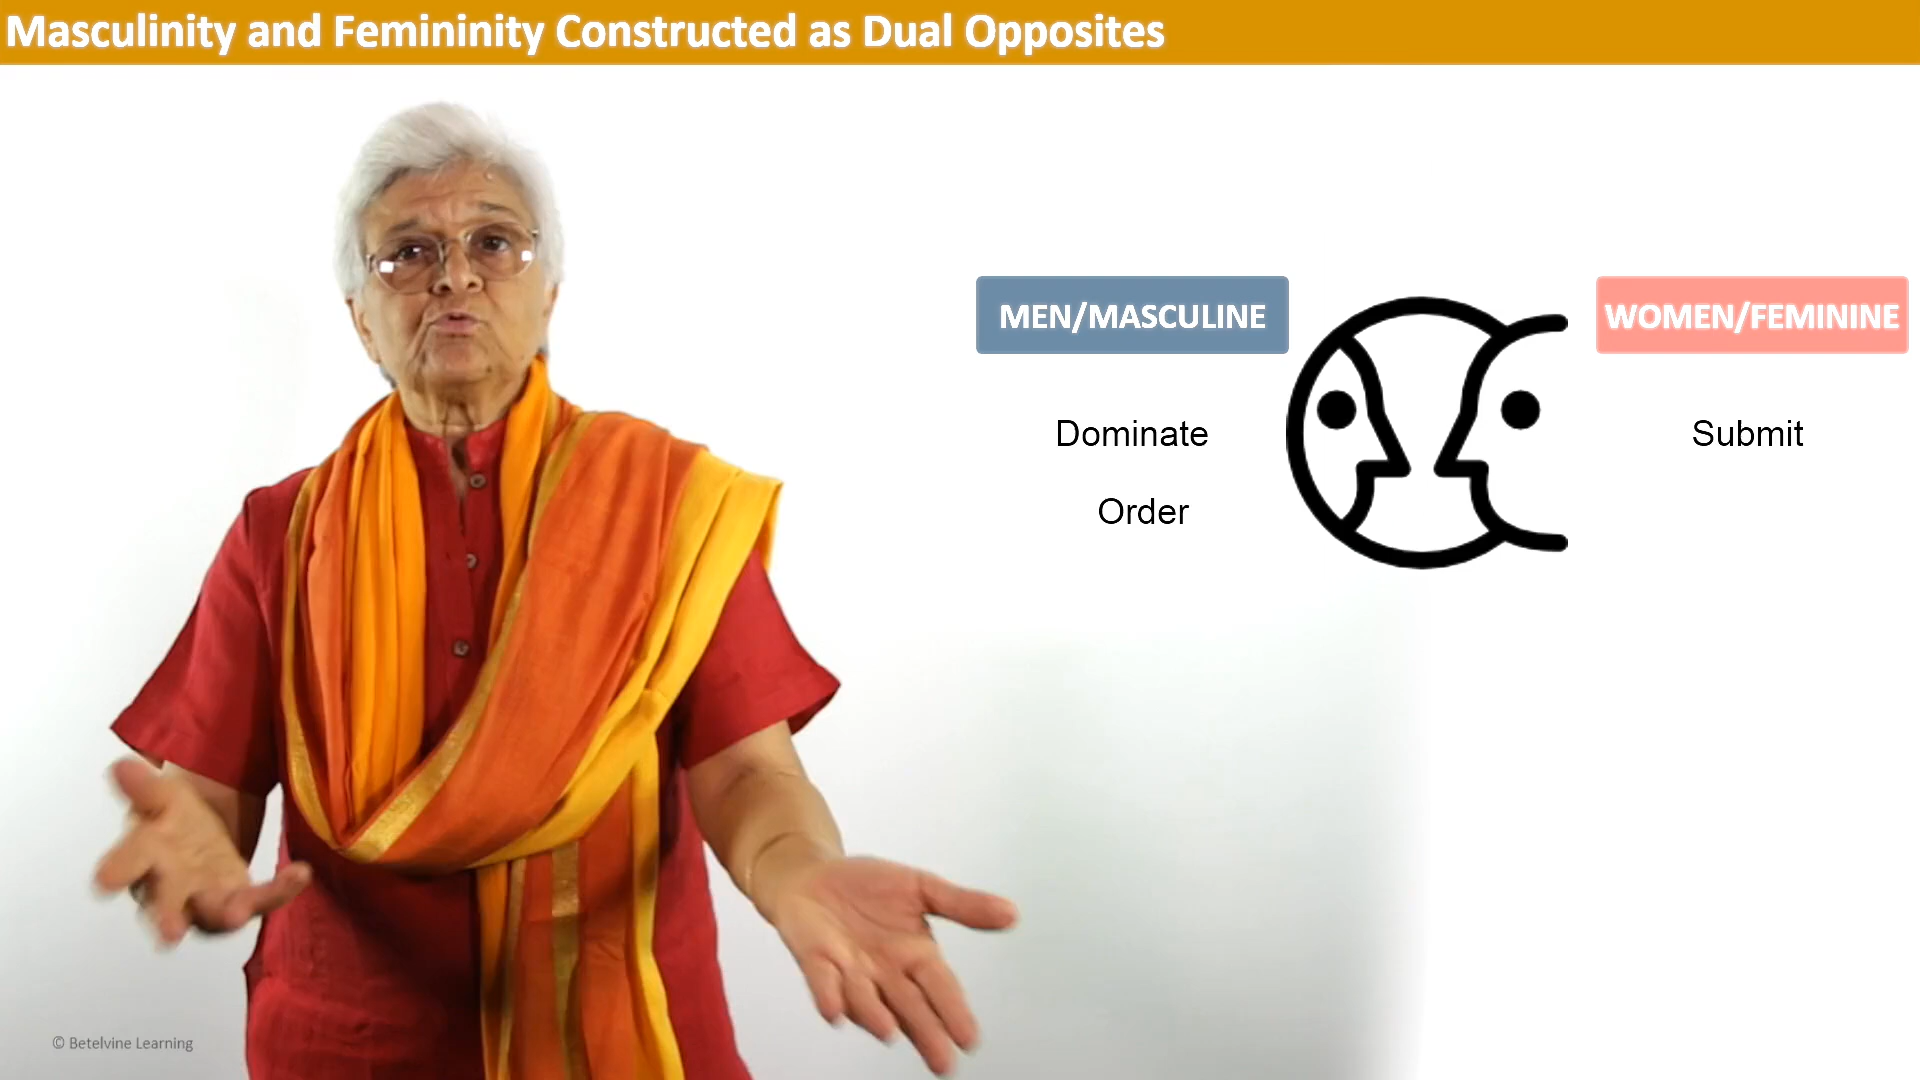 Masculinity and Femininity Constructed as Dual Opposites
MEN/MASCULINE
WOMEN/FEMININE
Dominate
Submit
Order
© Betelvine Learning